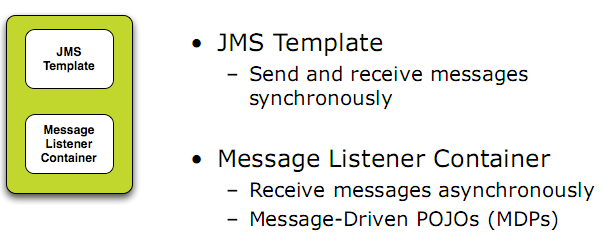 JMS
Template
Message
Listener
Container
• JMS Template
– Send and receive messages
synchronously
• Message Listener Container
– Receive messages asynchronously
– Message-Driven POJOs (MDPs)